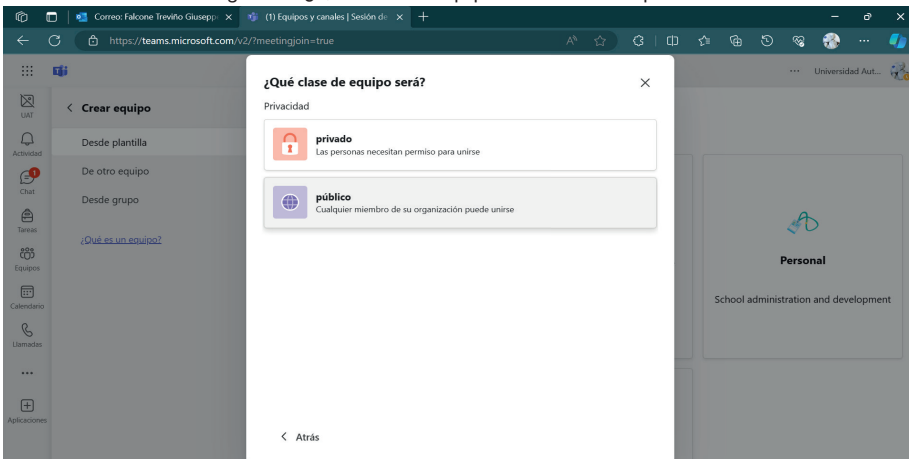 Correo: Falcone Treviño Giusepp
(1) Equipos y canales | Sesión de
https://teams.microsoft.com/v2/?meetingjoin=true
¿Qué clase de equipo será?
Universidad Aut...
Privacidad
UAT
Crear equipo
privado
Las personas necesitan permiso para unirse
Desde plantilla
Actividad
De otro equipo
público
Cualquier miembro de su organización puede unirse
Chat
Desde grupo
Tareas
¿Qué es un equipo?
Equipos
Personal
Calendario
School administration and development
Llamadas
Aplicaciones
Atrás